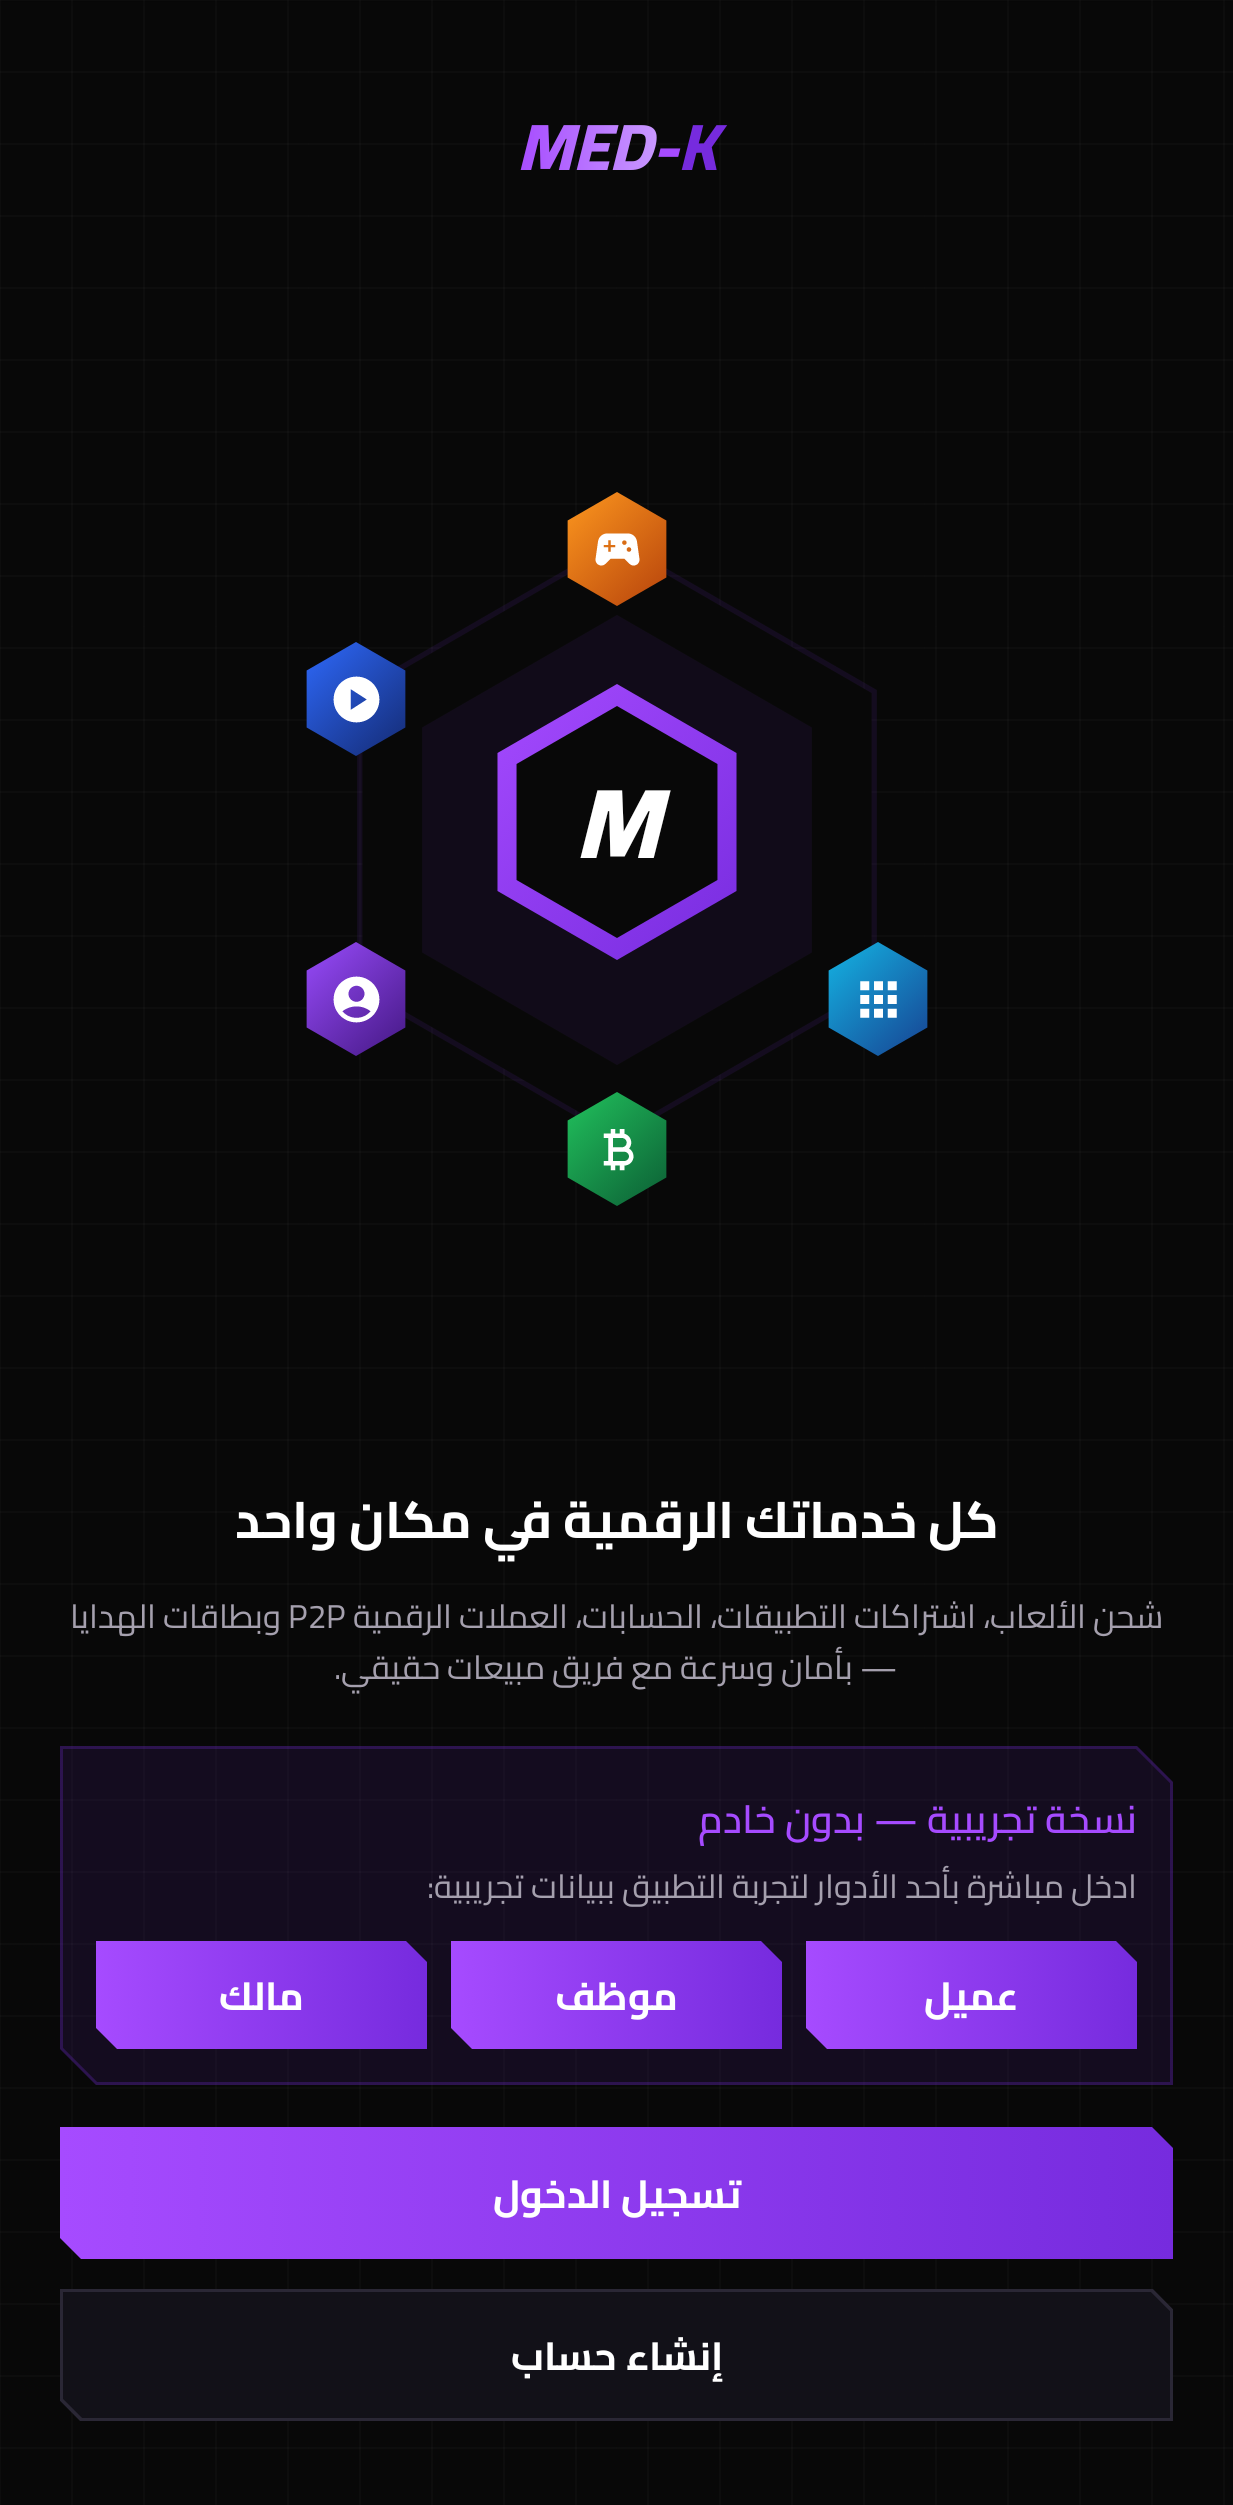 MED-K
M
كل خدماتك الرقمية في مكان واحد
شحن الألعاب، اشتراكات التطبيقات، الحسابات، العملات الرقمية P2P وبطاقات الهدايا
— بأمان وسرعة مع فريق مبيعات حقيقي.
نسخة تجريبية — بدون خادم
ادخل مباشرة بأحد الأدوار لتجربة التطبيق ببيانات تجريبية:
عميل
موظف
مالك
تسجيل الدخول
إنشاء حساب